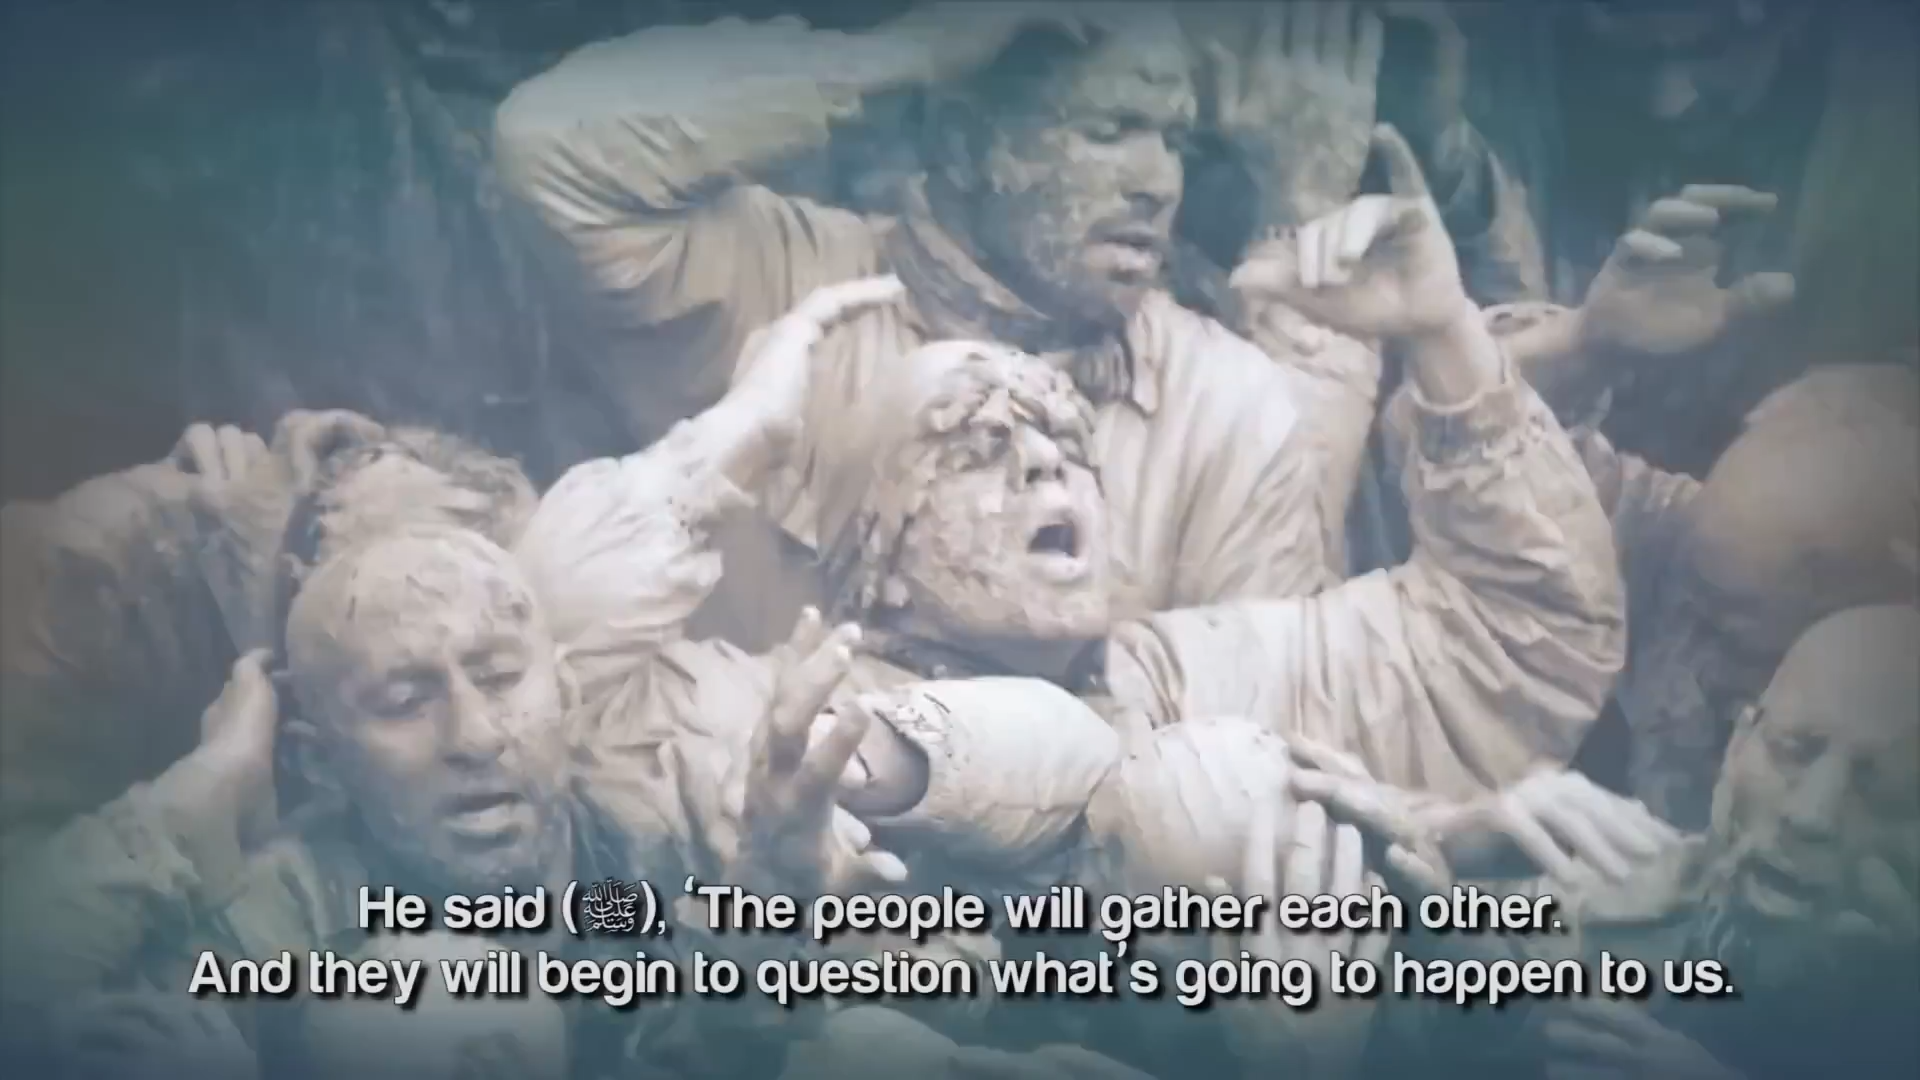 He said (ﷺ), ‘The people will gather each other.
And they will begin to question what's going to happen to us.